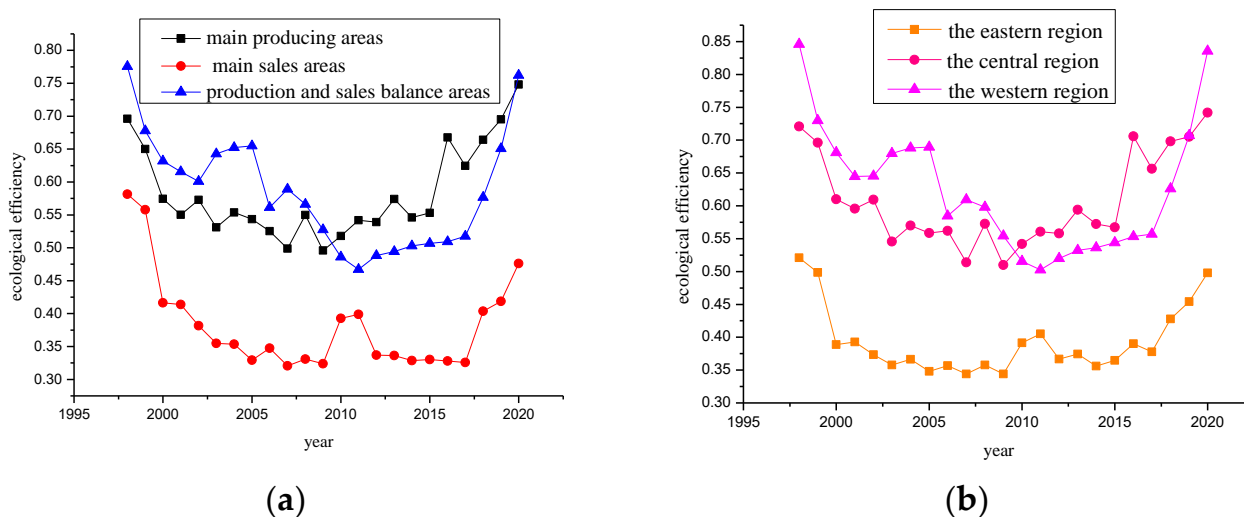 main producing areas
main sales areas
production and sales balance areas
0.80
0.75
0.70
0.65
0.60
0.55
0.50
0.45
0.40
0.35
0.30
ecological efficiency
1995
2000
2005
2010
2015
2020
year
(a)
the eastern region
the central region
the western region
0.85
0.80
0.75
0.70
0.65
0.60
0.55
0.50
0.45
0.40
0.35
0.30
ecological efficiency
1995
2000
2005
2010
2015
2020
year
(b)